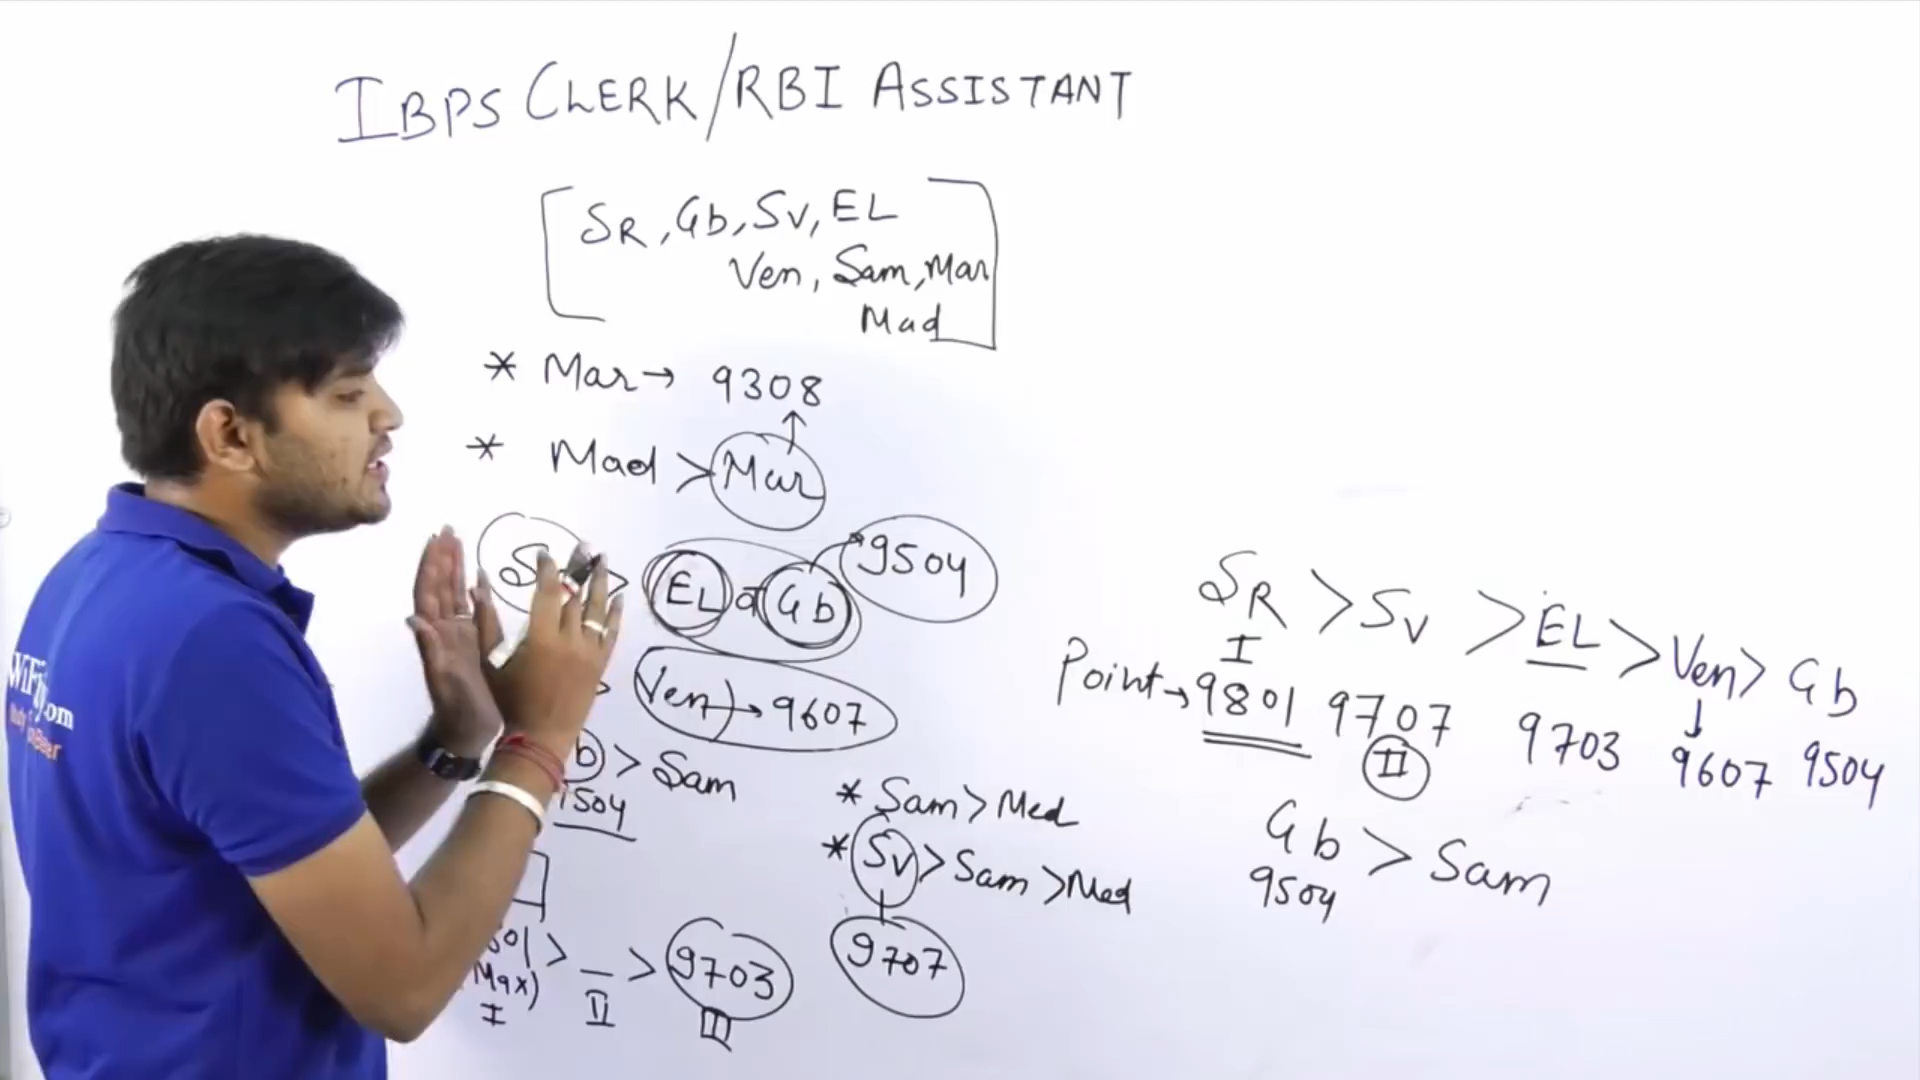 IBPS CLERK/RBI ASSISTANT
SR, Gb, SV, EL
Ven, Sam, Mar
Mad
* Mar → 9308
* Mad > Mar
> EL Gb 9504
> Ven → 9607
b > Sam
9504
* Sam > Med
* SV > Sam > Med
9707
> _ > 9703
Max)
I II III
SR > SV > EL > Ven > Gb
I
Point → 9801 9707 9703 9607 9504
II
Gb > Sam
9504